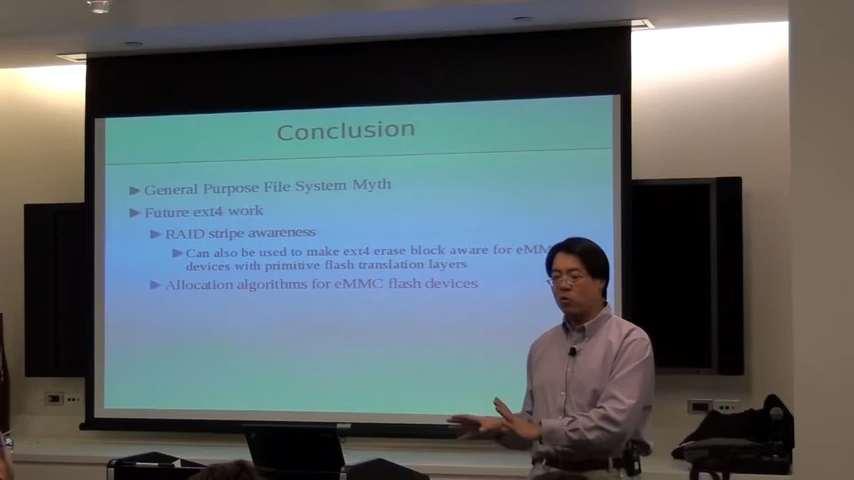 Conclusion
General Purpose File System Myth
Future ext4 work
RAID stripe awareness
Can also be used to make ext4 erase block aware for eMM
devices with primitive flash translation layers
Allocation algorithms for eMMC flash devices